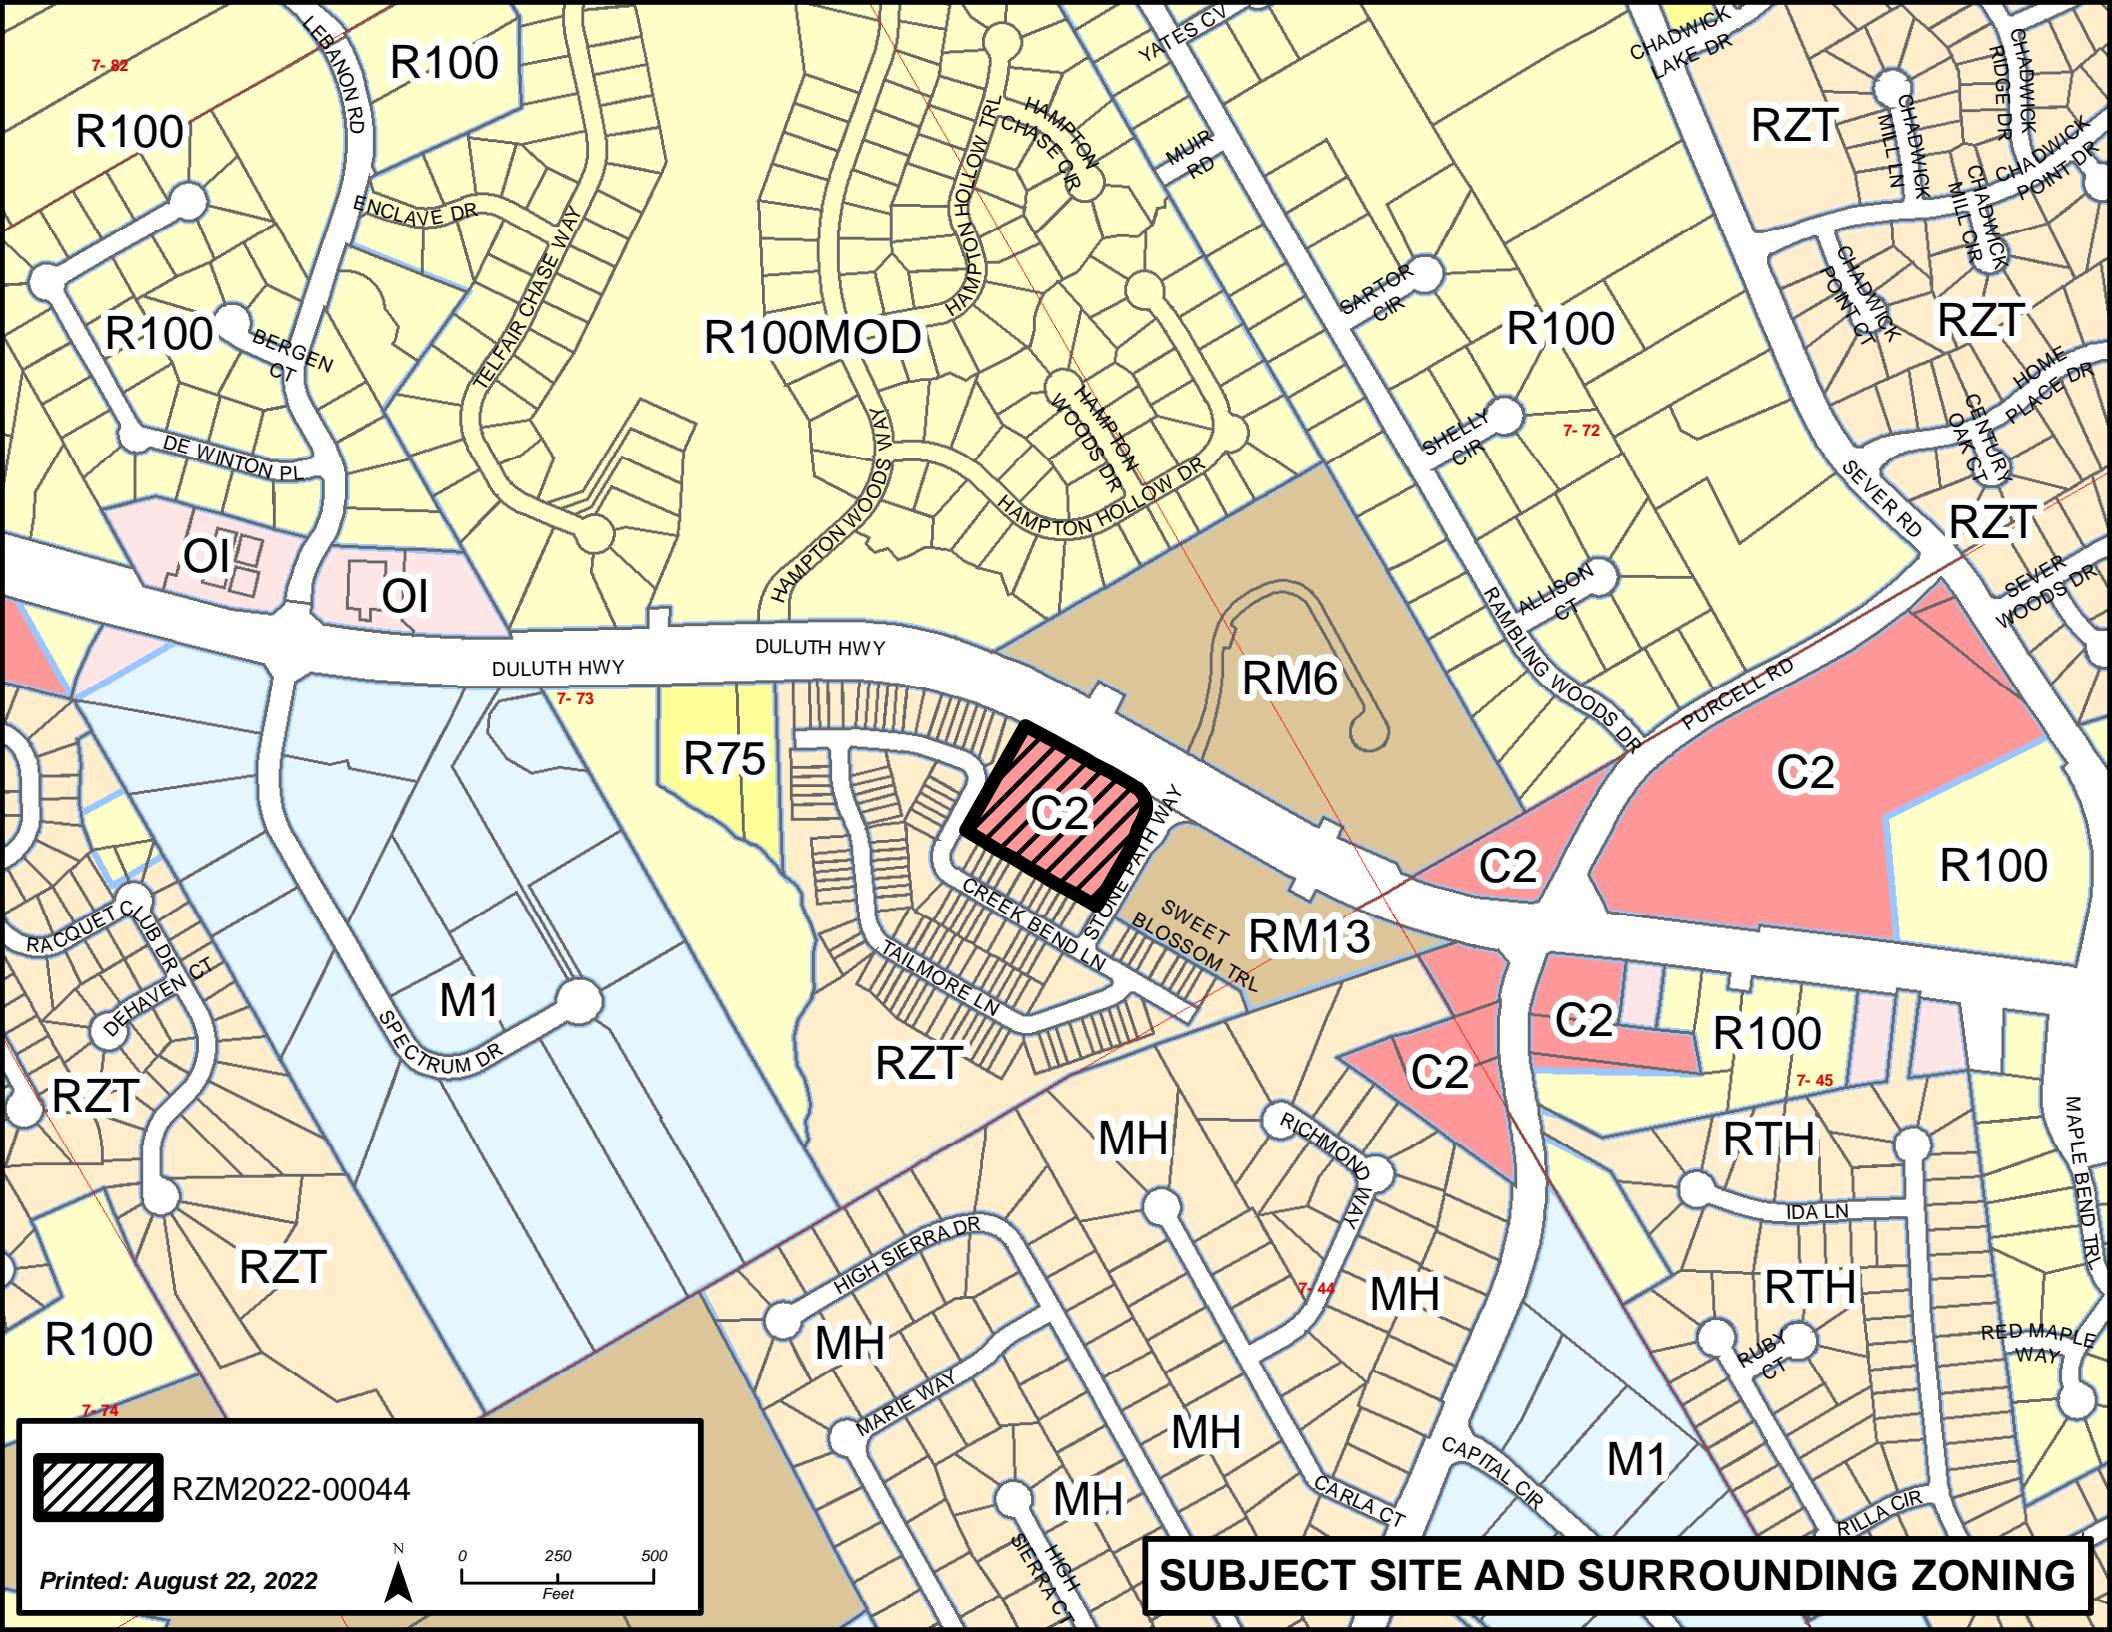 LEBANON RD
YATES CV
CHADWICK
LAKE DR
CHADWICK
RIDGE DR
7- 82
R100
R100
RZT
CHADWICK
MILL LN
CHADWICK
POINT DR
HAMPTON
CHASE CIR
HAMPTON HOLLOW TRL
MUIR
RD
CHADWICK
MILL CIR
ENCLAVE DR
TELFAIR CHASE WAY
CHADWICK
POINT CT
SARTOR
CIR
R100
BERGEN
CT
R100MOD
R100
RZT
HOME
PLACE DR
HAMPTON
WOODS DR
CENTURY
OAK CT
SHELLY
CIR
7- 72
DE WINTON PL
HAMPTON WOODS WAY
HAMPTON HOLLOW DR
SEVER RD
RZT
OI
OI
ALLISON
CT
SEVER
WOODS DR
RAMBLING WOODS DR
DULUTH HWY
DULUTH HWY
7- 73
RM6
PURCELL RD
R75
C2
C2
STONE PATH WAY
C2
R100
CREEK BEND LN
SWEET
BLOSSOM TRL
RM13
RACQUET CLUB DR
TAILMORE LN
DEHAVEN CT
M1
SPECTRUM DR
C2
R100
RZT
C2
7- 45
RZT
MH
RICHMOND WAY
RTH
MAPLE BEND TRL
IDA LN
HIGH SIERRA DR
RZT
7- 44
MH
RTH
R100
MH
RUBY
CT
RED MAPLE
WAY
MARIE WAY
7- 74
MH
CAPITAL CIR
M1
MH
CARLA CT
RILLA CIR
HIGH
SIERRA CT
RZM2022-00044
N
0 250 500
Feet
Printed: August 22, 2022
SUBJECT SITE AND SURROUNDING ZONING